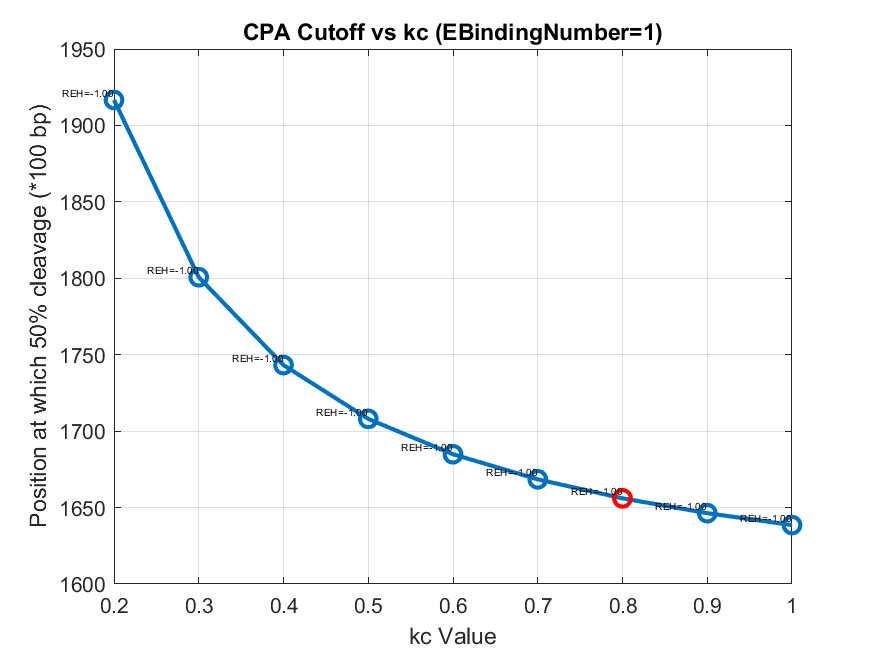 CPA Cutoff vs kc (EBindingNumber=1)
Position at which 50% cleavage (*100 bp)
1950
1900
1850
1800
1750
1700
1650
1600
REH=-1.00
REH=-1.00
REH=-1.00
REH=-1.00
REH=-1.00
REH=-1.00
REH=-1.00
REH=-1.00
REH=-1.00
0.2 0.3 0.4 0.5 0.6 0.7 0.8 0.9 1
kc Value